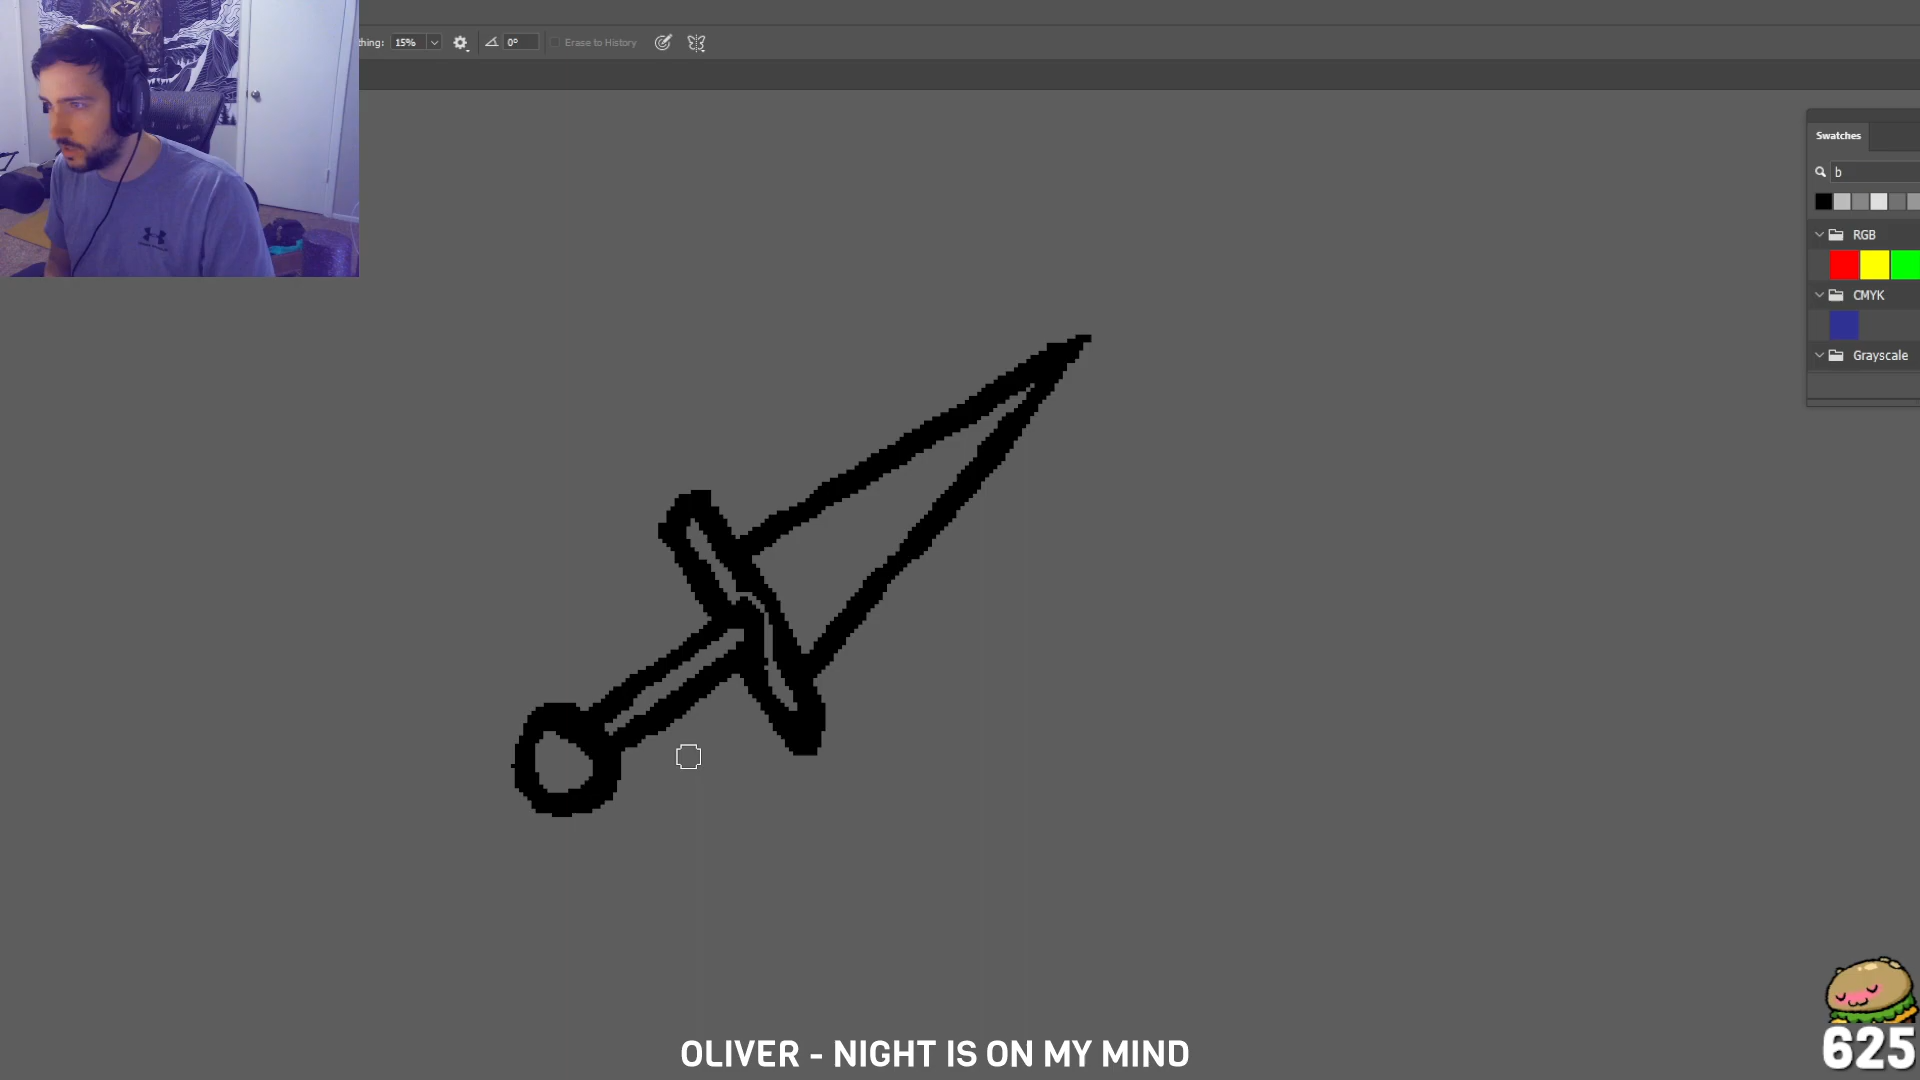 thing: 15% 0° Erase to History
Swatches
b
RGB
CMYK
Grayscale
OLIVER - NIGHT IS ON MY MIND
625